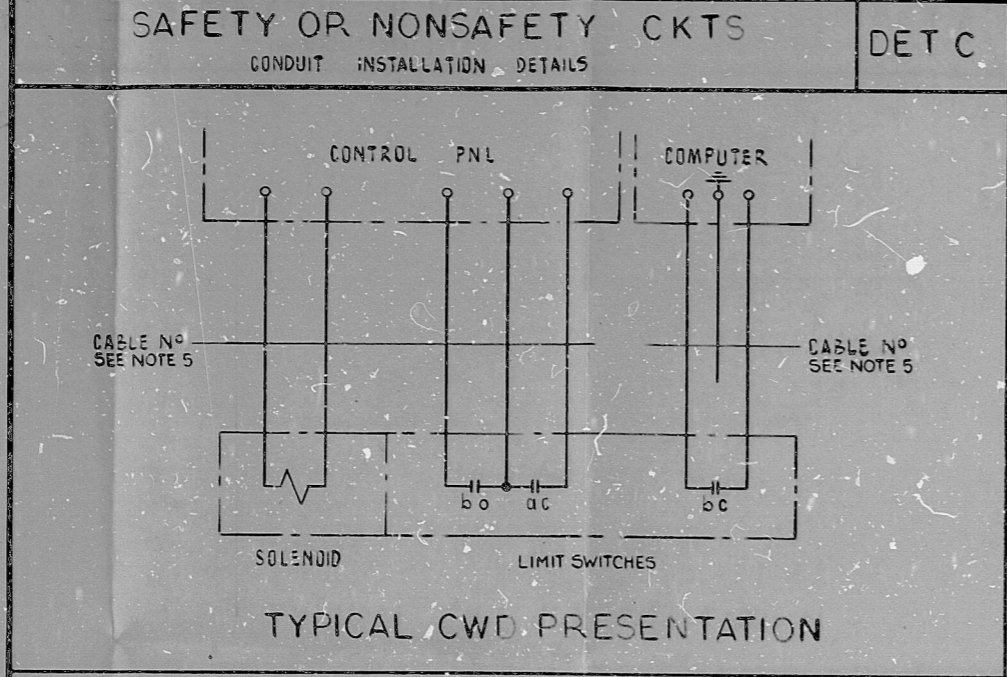 SAFETY OR NONSAFETY CKTS
CONDUIT INSTALLATION DETAILS
DET C
CONTROL PNL
COMPUTER
CABLE Nº
SEE NOTE 5
CABLE Nº
SEE NOTE 5
bo
ac
bc
SOLENOID
LIMIT SWITCHES
TYPICAL CWD PRESENTATION